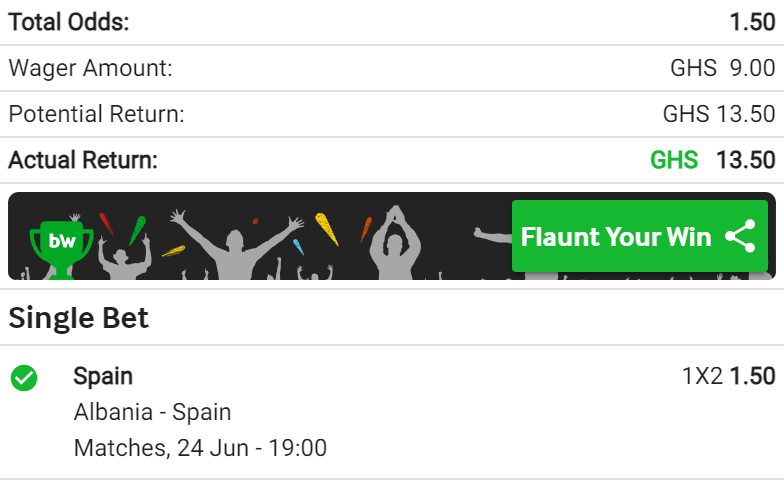 Total Odds: 1.50
Wager Amount: GHS 9.00
Potential Return: GHS 13.50
Actual Return: GHS 13.50
bw Flaunt Your Win
Single Bet
Spain 1X2 1.50
Albania - Spain
Matches, 24 Jun - 19:00